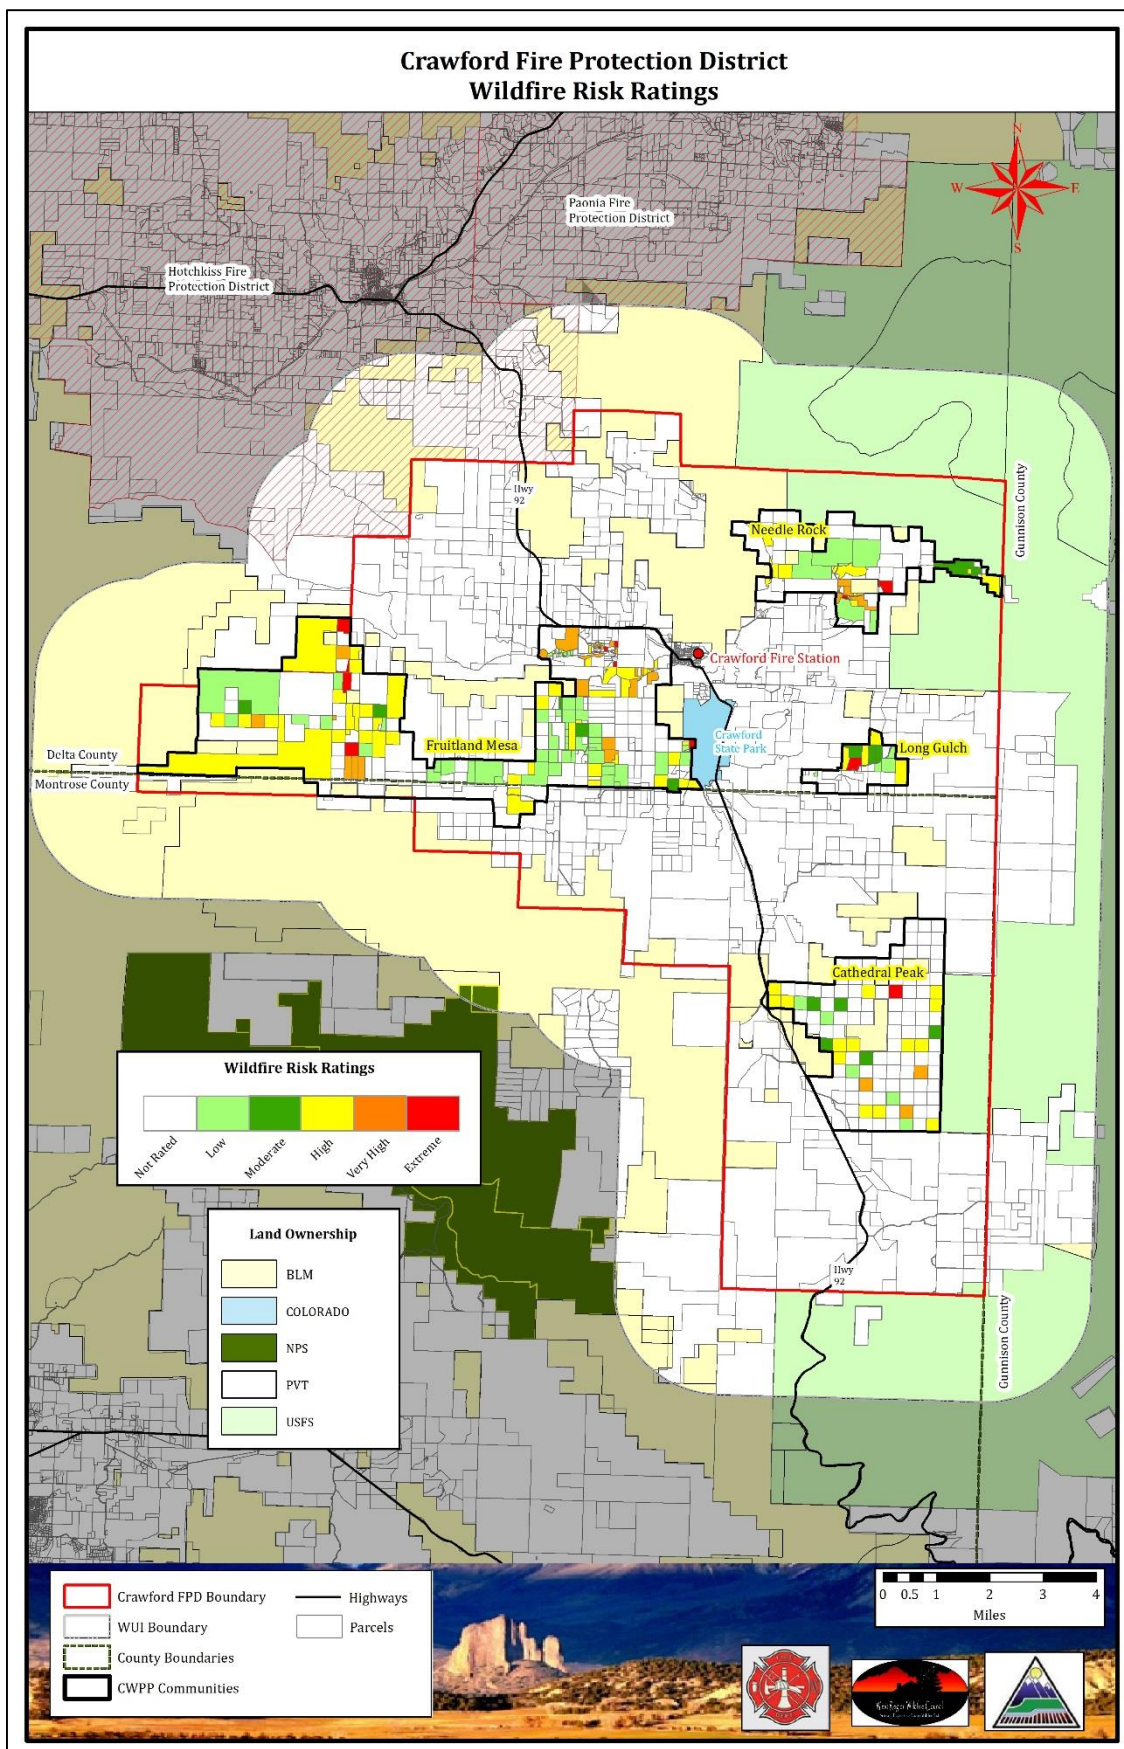 Crawford Fire Protection District
Wildfire Risk Ratings
N
W
E
S
Paonia Fire
Protection District
Hotchkiss Fire
Protection District
Hwy
92
Gunnison County
Needle Rock
Crawford Fire Station
Crawford
State Park
Fruitland Mesa
Long Gulch
Delta County
Montrose County
Cathedral Peak
Wildfire Risk Ratings
Not Rated
Low
Moderate
High
Very High
Extreme
Land Ownership
BLM
COLORADO
NPS
PVT
USFS
Hwy
92
Gunnison County
Crawford FPD Boundary
Highways
WUI Boundary
Parcels
County Boundaries
CWPP Communities
0 0.5 1 2 3 4
Miles